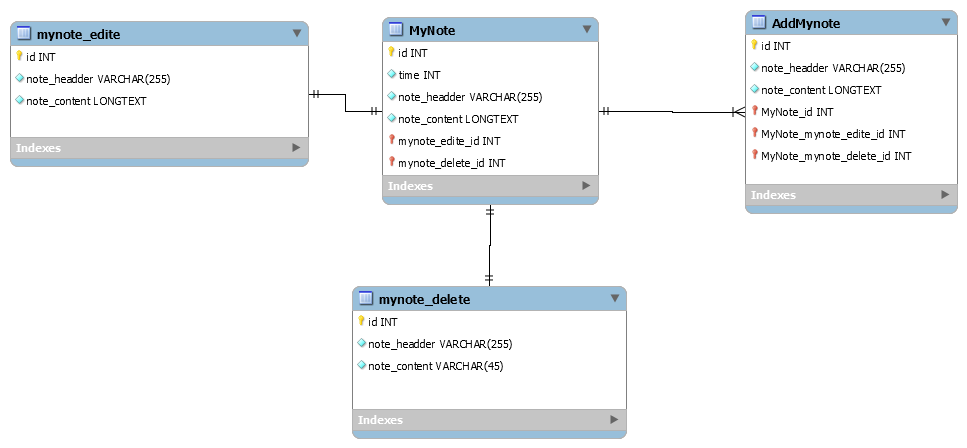 mynote_edite
id INT
note_headder VARCHAR(255)
note_content LONGTEXT
Indexes
MyNote
id INT
time INT
note_headder VARCHAR(255)
note_content LONGTEXT
mynote_edite_id INT
mynote_delete_id INT
Indexes
AddMynote
id INT
note_headder VARCHAR(255)
note_content LONGTEXT
MyNote_id INT
MyNote_mynote_edite_id INT
MyNote_mynote_delete_id INT
Indexes
mynote_delete
id INT
note_headder VARCHAR(255)
note_content VARCHAR(45)
Indexes